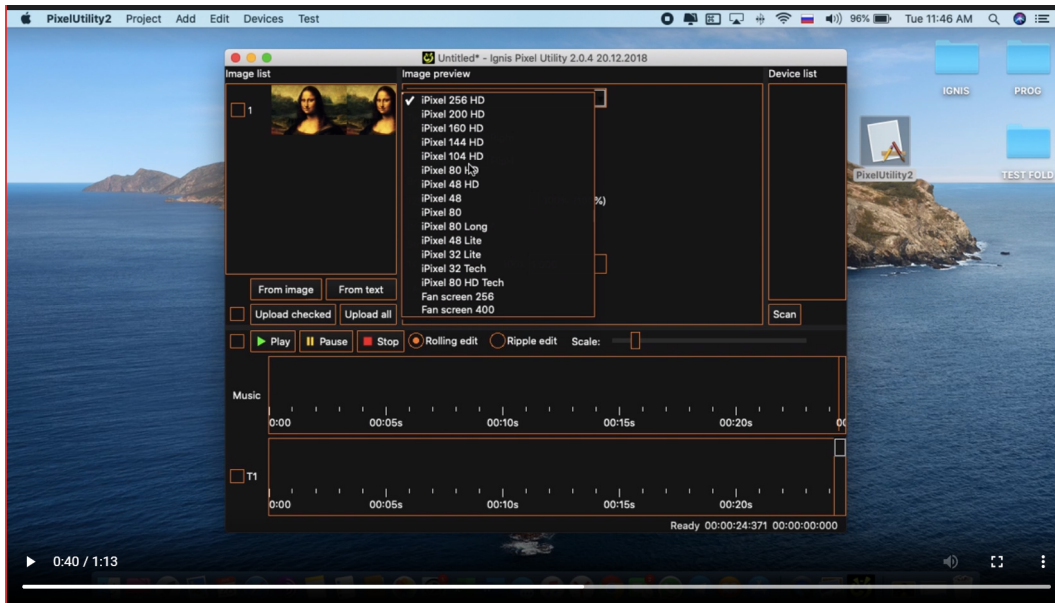 PixelUtility2 Project Add Edit Devices Test 96% Tue 11:46 AM
Untitled* - Ignis Pixel Utility 2.0.4 20.12.2018
Image list Image preview Device list
1
iPixel 256 HD
iPixel 200 HD
iPixel 160 HD
iPixel 144 HD
iPixel 104 HD
iPixel 80 HD
iPixel 48 HD
iPixel 48
%)
iPixel 80
iPixel 80 Long
iPixel 48 Lite
iPixel 32 Lite
iPixel 32 Tech
iPixel 80 HD Tech
Fan screen 256
Fan screen 400
From image From text
Upload checked Upload all Scan
Play Pause Stop Rolling edit Ripple edit Scale:
Music
0:00 00:05s 00:10s 00:15s 00:20s
T1
0:00 00:05s 00:10s 00:15s 00:20s
Ready 00:00:24:371 00:00:00:000
IGNIS PROG
PixelUtility2 TEST FOLD
0:40 / 1:13